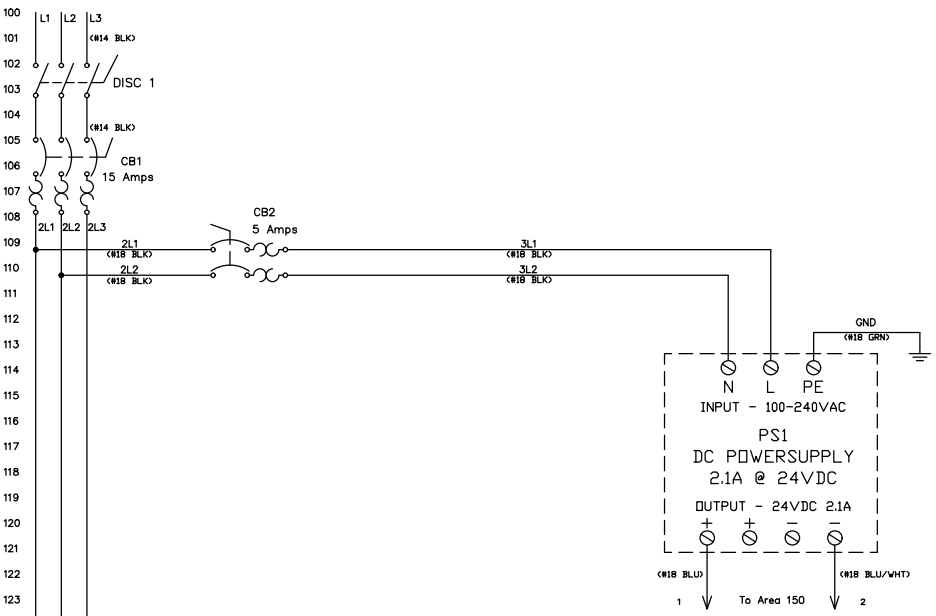 100
L1 L2 L3
101
(#14 BLK)
102
103
DISC 1
104
(#14 BLK)
105
106
CB1
15 Amps
107
108
2L1 2L2 2L3
CB2
5 Amps
109
2L1
(#18 BLK)
3L1
(#18 BLK)
110
2L2
(#18 BLK)
3L2
(#18 BLK)
111
112
GND
(#18 GRN)
113
114
N L PE
115
INPUT - 100-240VAC
116
PS1
117
DC POWERSUPPLY
118
2.1A @ 24VDC
119
OUTPUT - 24VDC 2.1A
120
+ + - -
121
122
(#18 BLU)
(#18 BLU/WHT)
123
1 To Area 150 2